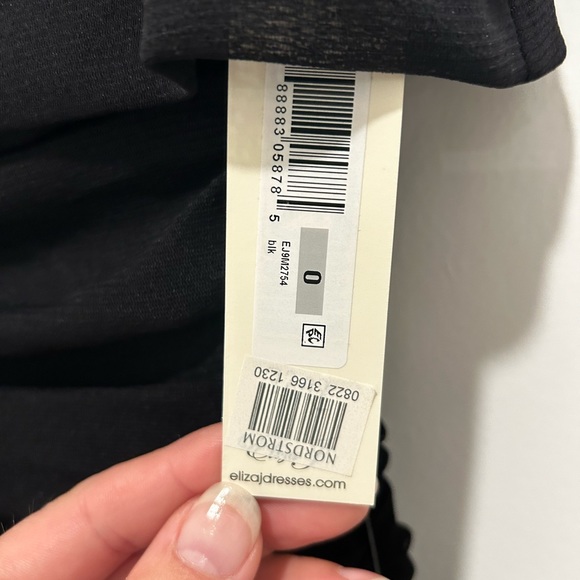 88883 05878 5
EJ9M2754
blk
0
0822 3166 1230
NORDSTROM
elizajdresses.com